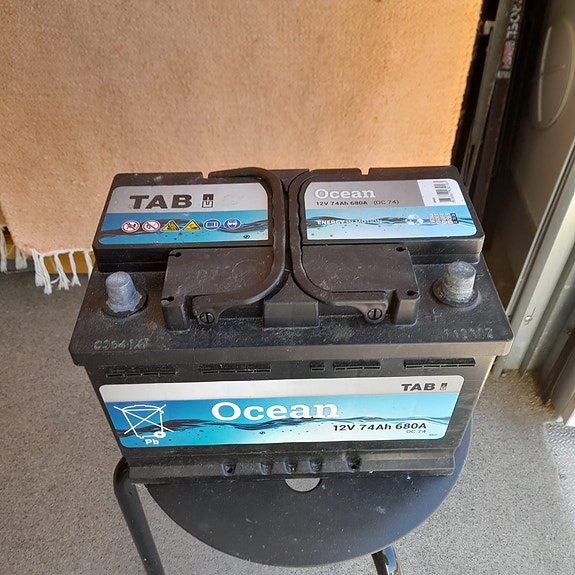 TAB
Ocean
12V 74Ah 680A (OC 74)
TAB
Ocean
12V 74Ah 680A
OC 74
Pb